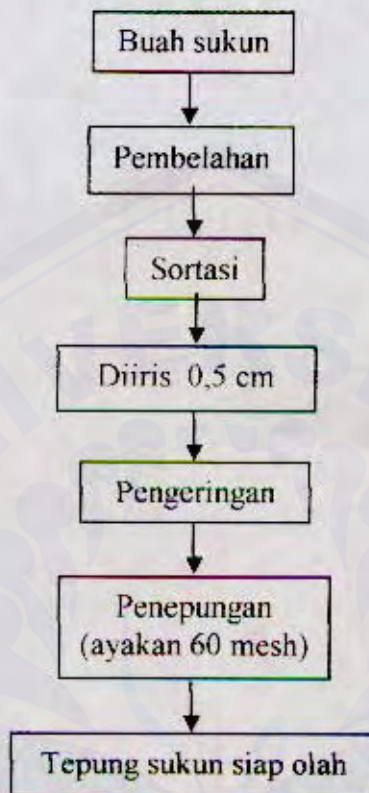 Buah sukun
Pembelahan
Sortasi
Diiris 0,5 cm
Pengeringan
Penepungan
(ayakan 60 mesh)
Tepung sukun siap olah